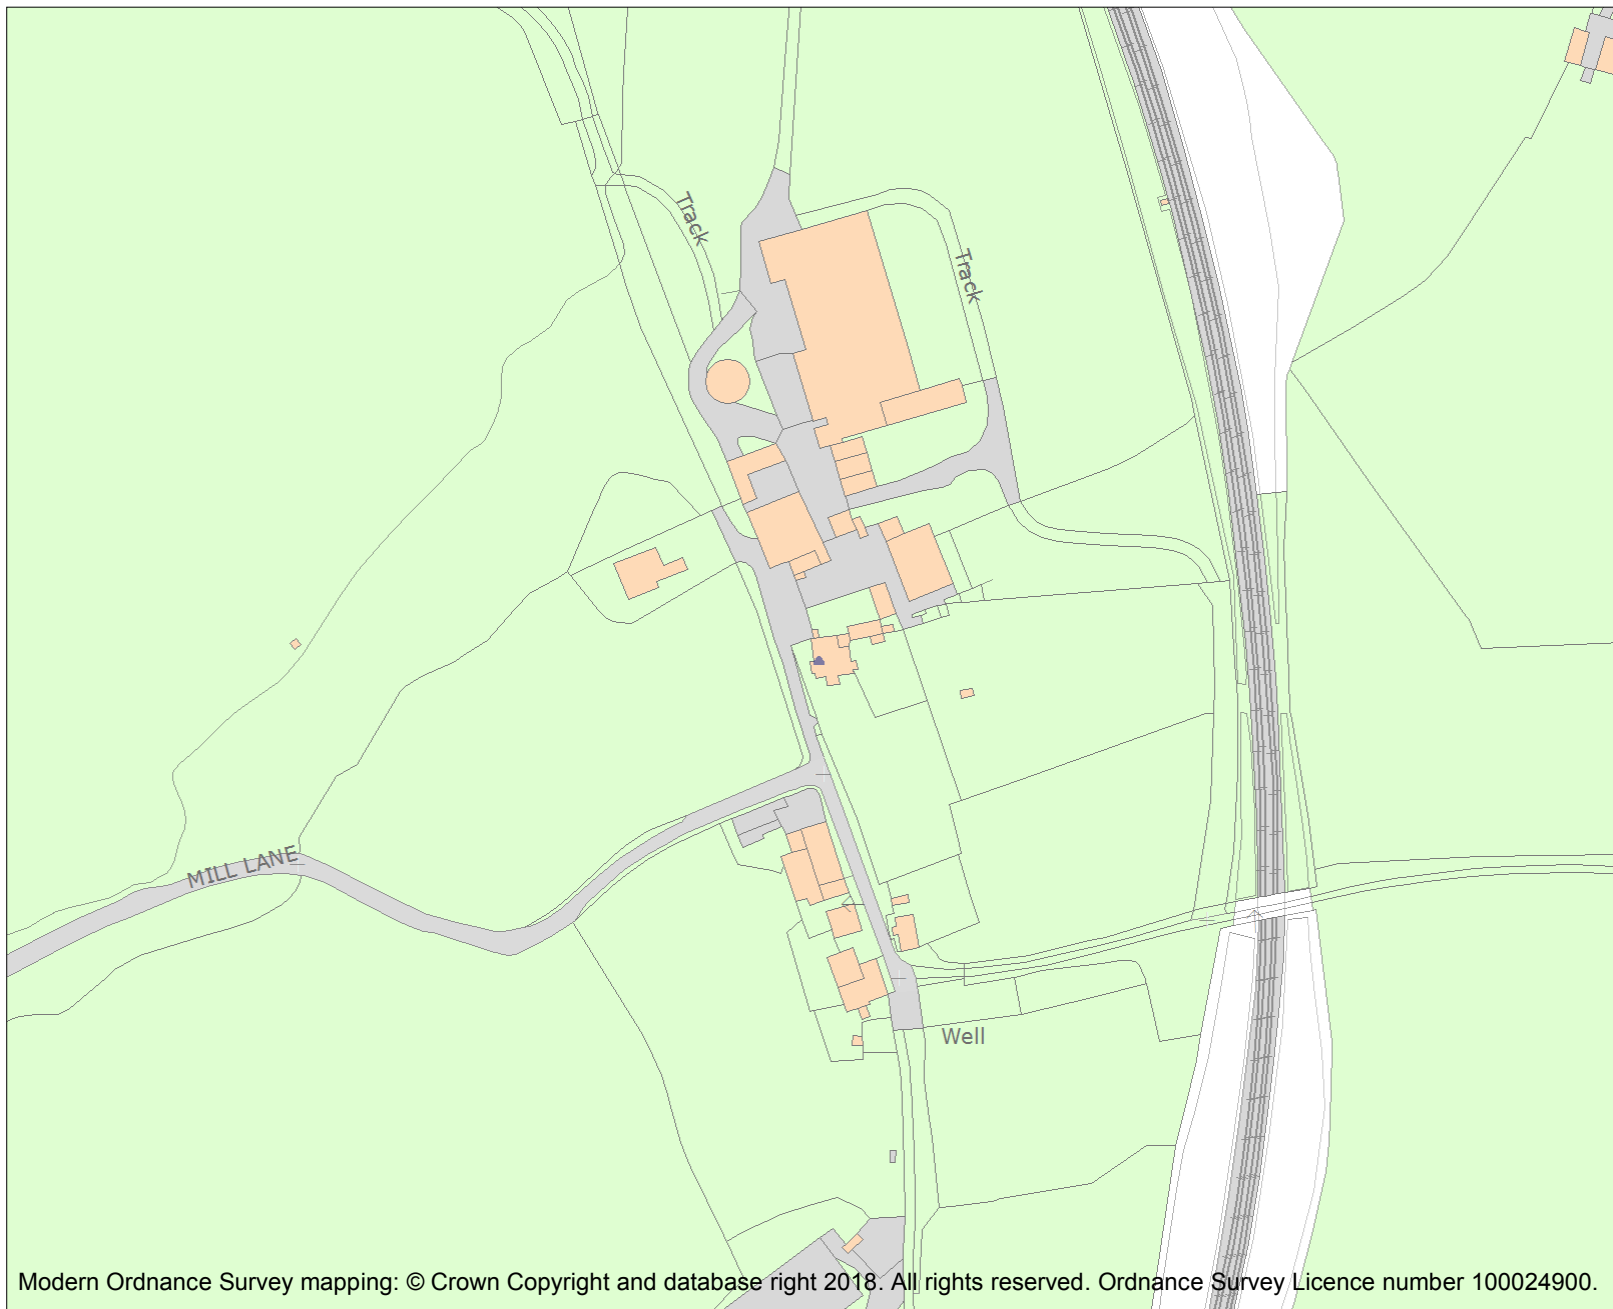 Track
Track
MILL LANE
Well
Modern Ordnance Survey mapping: © Crown Copyright and database right 2018. All rights reserved. Ordnance Survey Licence number 100024900.